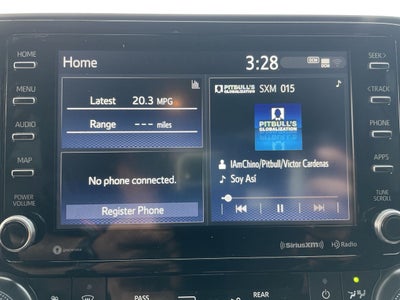 HOME
MENU
AUDIO
MAP
POWER
VOLUME
Home
3:28
DCM
Latest 20.3 MPG
Range --- miles
No phone connected.
Register Phone
PITBULL'S
GLOBALIZATION
SXM 015
PITBULL'S
GLOBALIZATION
IAmChino/Pitbull/Victor Cardenas
Soy Así
SEEK>
<TRACK
PHONE
APPS
TUNE
SCROLL
SiriusXM
HD Radio
PASS
REAR